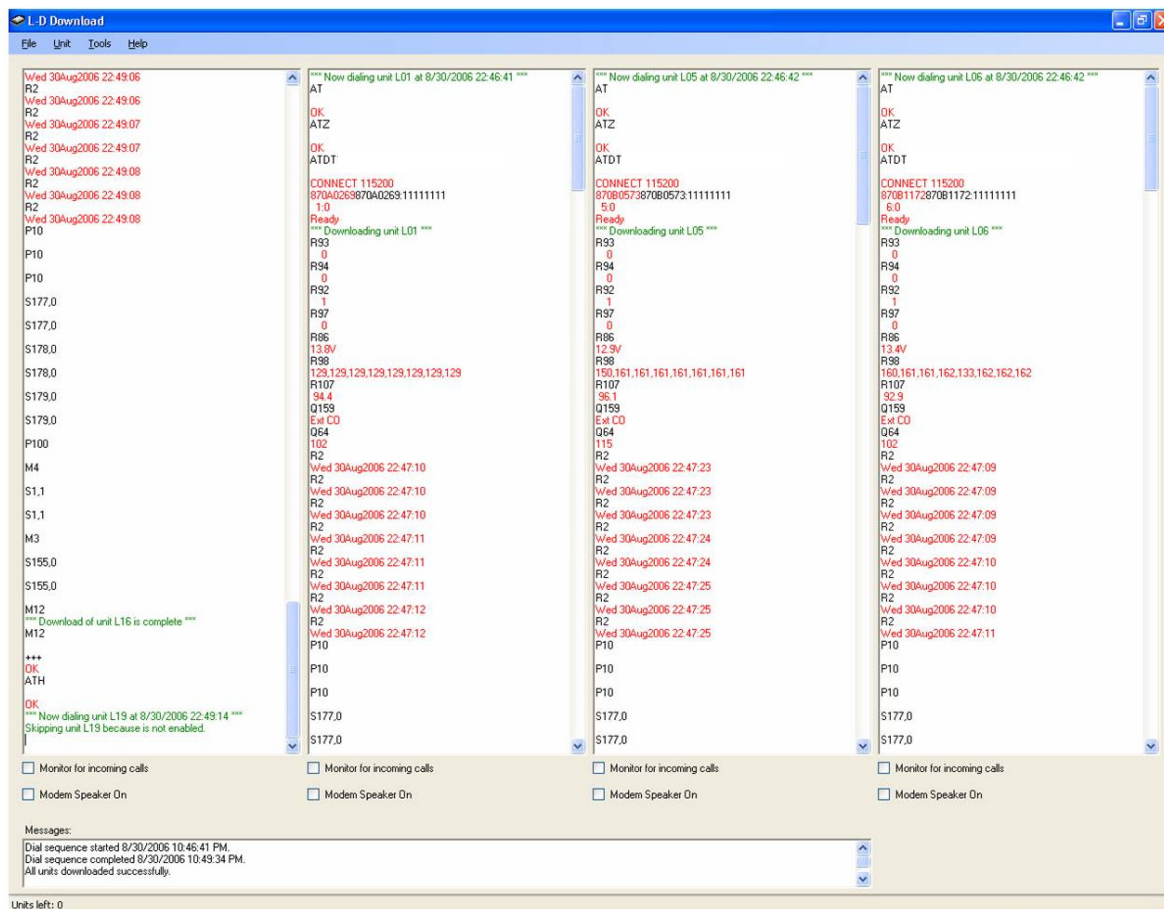 L-D Download
File Unit Tools Help
Wed 30Aug2006 22:49:06
R2
Wed 30Aug2006 22:49:06
R2
Wed 30Aug2006 22:49:07
R2
Wed 30Aug2006 22:49:07
R2
Wed 30Aug2006 22:49:08
R2
Wed 30Aug2006 22:49:08
R2
Wed 30Aug2006 22:49:08
P10
P10
P10
S177,0
S177,0
S178,0
S178,0
S179,0
S179,0
P100
M4
S1,1
S1,1
M3
S155,0
S155,0
M12
*** Download of unit L16 is complete ***
M12
+++
OK
ATH
OK
*** Now dialing unit L19 at 8/30/2006 22:49:14 ***
Skipping unit L19 because is not enabled.
*** Now dialing unit L01 at 8/30/2006 22:46:41 ***
AT
OK
ATZ
OK
ATDT
CONNECT 115200
870A0269870A0269:11111111
1:0
Ready
*** Downloading unit L01 ***
R93
0
R94
0
R92
1
R97
0
R86
13.8V
R98
129,129,129,129,129,129,129,129
R107
94.4
Q159
Ext CO
Q64
102
R2
Wed 30Aug2006 22:47:10
R2
Wed 30Aug2006 22:47:10
R2
Wed 30Aug2006 22:47:10
R2
Wed 30Aug2006 22:47:11
R2
Wed 30Aug2006 22:47:11
R2
Wed 30Aug2006 22:47:11
R2
Wed 30Aug2006 22:47:12
R2
Wed 30Aug2006 22:47:12
P10
P10
P10
S177,0
S177,0
*** Now dialing unit L05 at 8/30/2006 22:46:42 ***
AT
OK
ATZ
OK
ATDT
CONNECT 115200
870B0573870B0573:11111111
5:0
Ready
*** Downloading unit L05 ***
R93
0
R94
0
R92
1
R97
0
R86
12.9V
R98
150,161,161,161,161,161,161,161
R107
96.1
Q159
Ext CO
Q64
115
R2
Wed 30Aug2006 22:47:23
R2
Wed 30Aug2006 22:47:23
R2
Wed 30Aug2006 22:47:23
R2
Wed 30Aug2006 22:47:24
R2
Wed 30Aug2006 22:47:24
R2
Wed 30Aug2006 22:47:25
R2
Wed 30Aug2006 22:47:25
R2
Wed 30Aug2006 22:47:25
P10
P10
P10
S177,0
S177,0
*** Now dialing unit L06 at 8/30/2006 22:46:42 ***
AT
OK
ATZ
OK
ATDT
CONNECT 115200
870B1172870B1172:11111111
6:0
Ready
*** Downloading unit L06 ***
R93
0
R94
0
R92
1
R97
0
R86
13.4V
R98
160,161,161,162,133,162,162,162
R107
92.9
Q159
Ext CO
Q64
102
R2
Wed 30Aug2006 22:47:09
R2
Wed 30Aug2006 22:47:09
R2
Wed 30Aug2006 22:47:09
R2
Wed 30Aug2006 22:47:09
R2
Wed 30Aug2006 22:47:10
R2
Wed 30Aug2006 22:47:10
R2
Wed 30Aug2006 22:47:10
R2
Wed 30Aug2006 22:47:11
P10
P10
P10
S177,0
S177,0
Monitor for incoming calls
Modem Speaker On
Monitor for incoming calls
Modem Speaker On
Monitor for incoming calls
Modem Speaker On
Monitor for incoming calls
Modem Speaker On
Messages:
Dial sequence started 8/30/2006 10:46:41 PM.
Dial sequence completed 8/30/2006 10:49:34 PM.
All units downloaded successfully.
Units left: 0